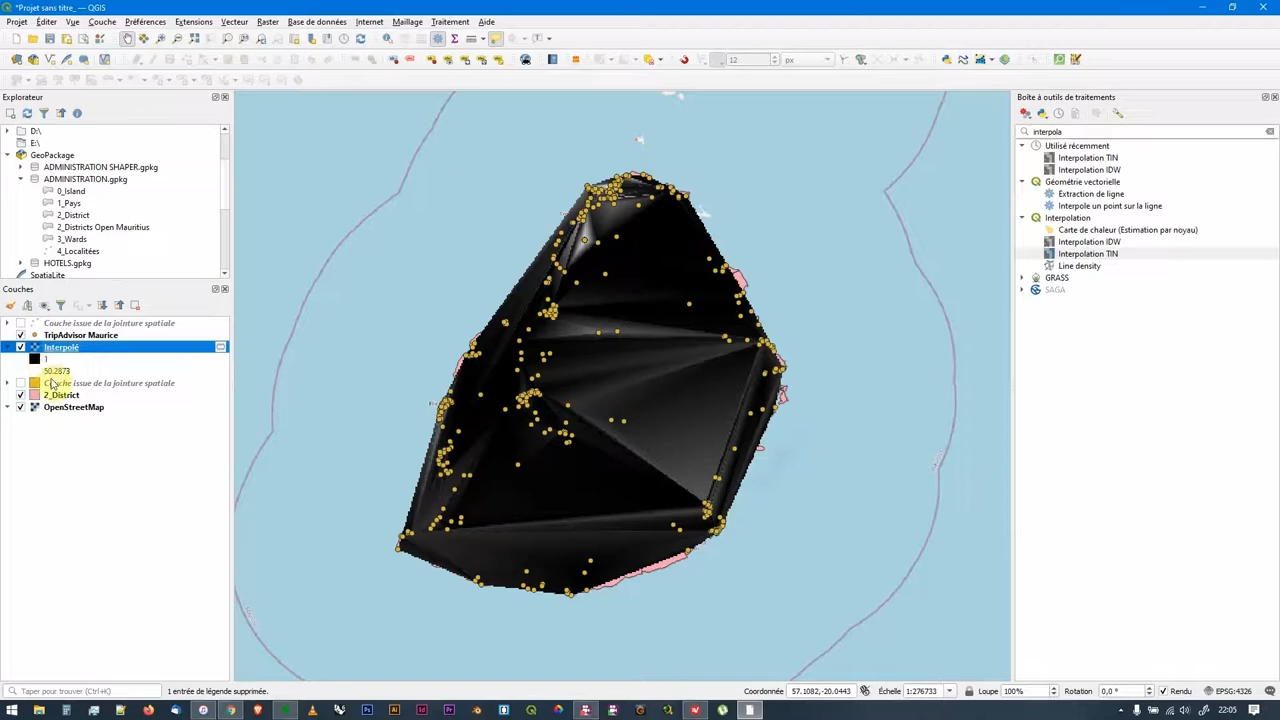 *Projet sans titre_ — QGIS
Projet Éditer Vue Couche Préférences Extensions Vecteur Raster Base de données Internet Maillage Traitement Aide
12 px
Explorateur
D:\
E:\
GeoPackage
ADMINISTRATION SHAPER.gpkg
ADMINISTRATION.gpkg
0_Island
1_Pays
2_District
2_Districts Open Mauritius
3_Wards
4_Localitées
HOTELS.gpkg
SpatiaLite
Couches
Couche issue de la jointure spatiale
TripAdvisor Maurice
Interpolé
1
50.2873
Couche issue de la jointure spatiale
2_District
OpenStreetMap
Boîte à outils de traitements
interpola
Utilisé récemment
Interpolation TIN
Interpolation IDW
Géométrie vectorielle
Extraction de ligne
Interpole un point sur la ligne
Interpolation
Carte de chaleur (Estimation par noyau)
Interpolation IDW
Interpolation TIN
Line density
GRASS
SAGA
Taper pour trouver (Ctrl+K) 1 entrée de légende supprimée. Coordonnée 57.1082,-20.0443 Échelle 1:276733 Loupe 100% Rotation 0,0 ° Rendu EPSG:4326
22:05